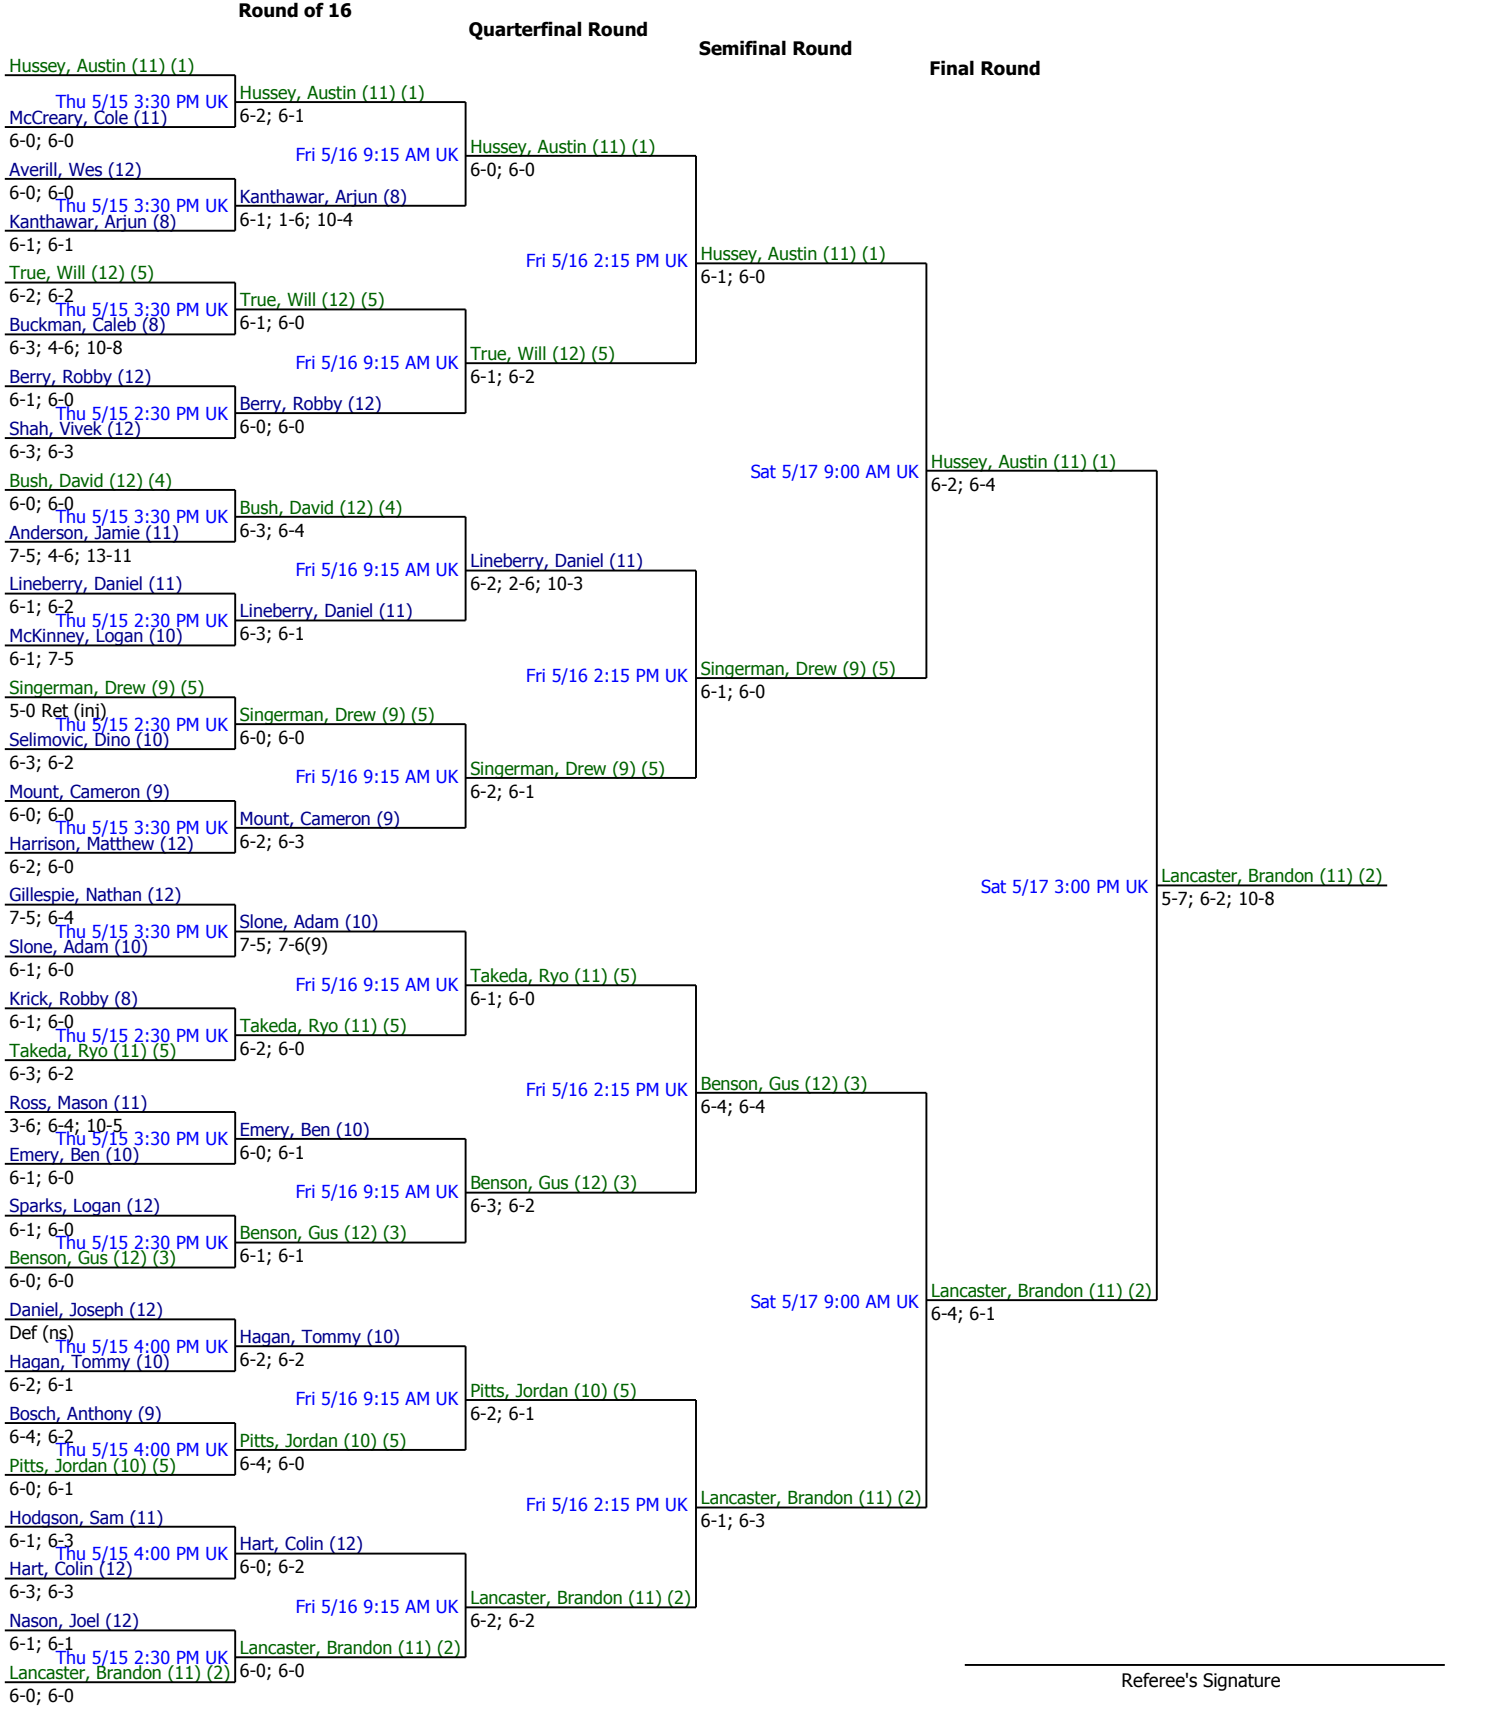 Round of 16
Quarterfinal Round
Semifinal Round
Final Round
Hussey, Austin (11) (1)
Thu 5/15 3:30 PM UK
McCreary, Cole (11)
6-0; 6-0
Averill, Wes (12)
6-0; 6-0
Thu 5/15 3:30 PM UK
Kanthawar, Arjun (8)
6-1; 6-1
True, Will (12) (5)
6-2; 6-2
Thu 5/15 3:30 PM UK
Buckman, Caleb (8)
6-3; 4-6; 10-8
Berry, Robby (12)
6-1; 6-0
Thu 5/15 2:30 PM UK
Shah, Vivek (12)
6-3; 6-3
Bush, David (12) (4)
6-0; 6-0
Thu 5/15 3:30 PM UK
Anderson, Jamie (11)
7-5; 4-6; 13-11
Lineberry, Daniel (11)
6-1; 6-2
Thu 5/15 2:30 PM UK
McKinney, Logan (10)
6-1; 7-5
Singerman, Drew (9) (5)
5-0 Ret (inj)
Thu 5/15 2:30 PM UK
Selimovic, Dino (10)
6-3; 6-2
Mount, Cameron (9)
6-0; 6-0
Thu 5/15 3:30 PM UK
Harrison, Matthew (12)
6-2; 6-0
Gillespie, Nathan (12)
7-5; 6-4
Thu 5/15 3:30 PM UK
Slone, Adam (10)
6-1; 6-0
Krick, Robby (8)
6-1; 6-0
Thu 5/15 2:30 PM UK
Takeda, Ryo (11) (5)
6-3; 6-2
Ross, Mason (11)
3-6; 6-4; 10-5
Thu 5/15 3:30 PM UK
Emery, Ben (10)
6-1; 6-0
Sparks, Logan (12)
6-1; 6-0
Thu 5/15 2:30 PM UK
Benson, Gus (12) (3)
6-0; 6-0
Daniel, Joseph (12)
Def (ns)
Thu 5/15 4:00 PM UK
Hagan, Tommy (10)
6-2; 6-1
Bosch, Anthony (9)
6-4; 6-2
Thu 5/15 4:00 PM UK
Pitts, Jordan (10) (5)
6-0; 6-1
Hodgson, Sam (11)
6-1; 6-3
Thu 5/15 4:00 PM UK
Hart, Colin (12)
6-3; 6-3
Nason, Joel (12)
6-1; 6-1
Thu 5/15 2:30 PM UK
Lancaster, Brandon (11) (2)
6-0; 6-0
Hussey, Austin (11) (1)
6-2; 6-1
Fri 5/16 9:15 AM UK
Kanthawar, Arjun (8)
6-1; 1-6; 10-4
True, Will (12) (5)
6-1; 6-0
Fri 5/16 9:15 AM UK
Berry, Robby (12)
6-0; 6-0
Bush, David (12) (4)
6-3; 6-4
Fri 5/16 9:15 AM UK
Lineberry, Daniel (11)
6-3; 6-1
Singerman, Drew (9) (5)
6-0; 6-0
Fri 5/16 9:15 AM UK
Mount, Cameron (9)
6-2; 6-3
Slone, Adam (10)
7-5; 7-6(9)
Fri 5/16 9:15 AM UK
Takeda, Ryo (11) (5)
6-2; 6-0
Emery, Ben (10)
6-0; 6-1
Fri 5/16 9:15 AM UK
Benson, Gus (12) (3)
6-1; 6-1
Hagan, Tommy (10)
6-2; 6-2
Fri 5/16 9:15 AM UK
Pitts, Jordan (10) (5)
6-4; 6-0
Hart, Colin (12)
6-0; 6-2
Fri 5/16 9:15 AM UK
Lancaster, Brandon (11) (2)
6-0; 6-0
Hussey, Austin (11) (1)
6-0; 6-0
Fri 5/16 2:15 PM UK
True, Will (12) (5)
6-1; 6-2
Lineberry, Daniel (11)
6-2; 2-6; 10-3
Fri 5/16 2:15 PM UK
Singerman, Drew (9) (5)
6-2; 6-1
Takeda, Ryo (11) (5)
6-1; 6-0
Fri 5/16 2:15 PM UK
Benson, Gus (12) (3)
6-3; 6-2
Pitts, Jordan (10) (5)
6-2; 6-1
Fri 5/16 2:15 PM UK
Lancaster, Brandon (11) (2)
6-2; 6-2
Hussey, Austin (11) (1)
6-1; 6-0
Sat 5/17 9:00 AM UK
Singerman, Drew (9) (5)
6-1; 6-0
Benson, Gus (12) (3)
6-4; 6-4
Sat 5/17 9:00 AM UK
Lancaster, Brandon (11) (2)
6-1; 6-3
Hussey, Austin (11) (1)
6-2; 6-4
Sat 5/17 3:00 PM UK
Lancaster, Brandon (11) (2)
6-4; 6-1
Lancaster, Brandon (11) (2)
5-7; 6-2; 10-8
Referee's Signature